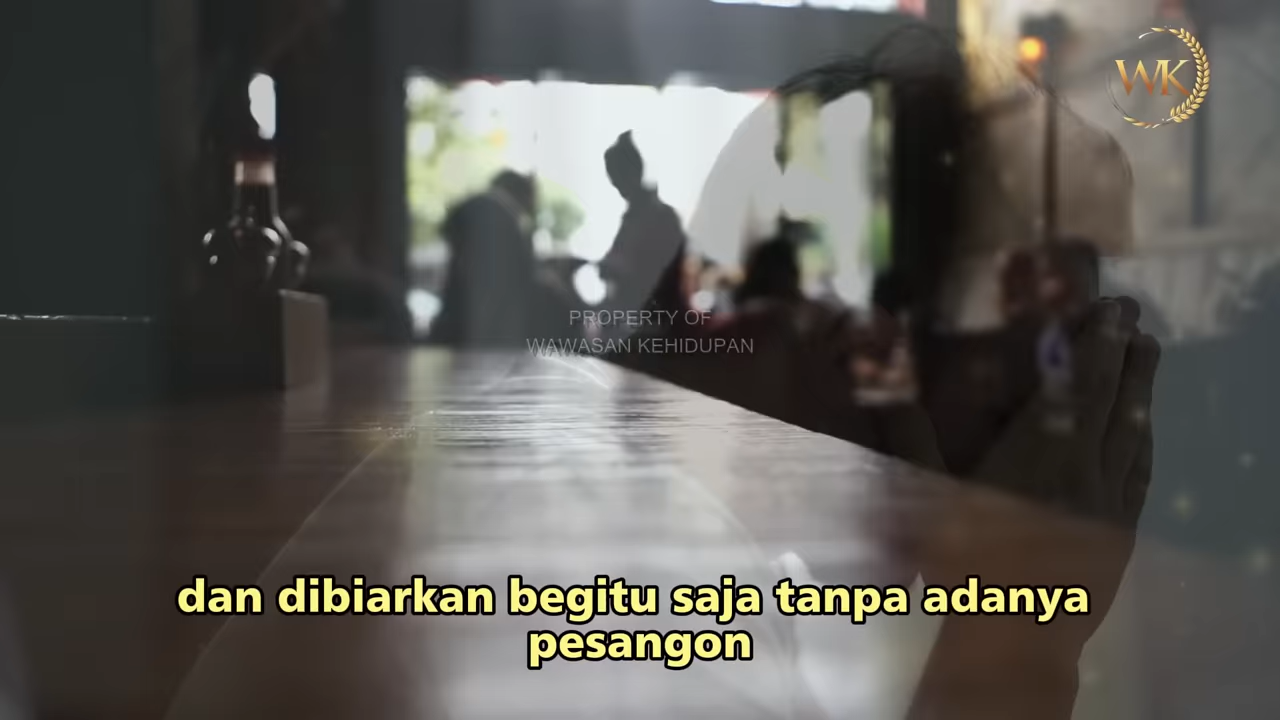 WK
PROPERTY OF
WAWASAN KEHIDUPAN
dan dibiarkan begitu saja tanpa adanya
pesangon